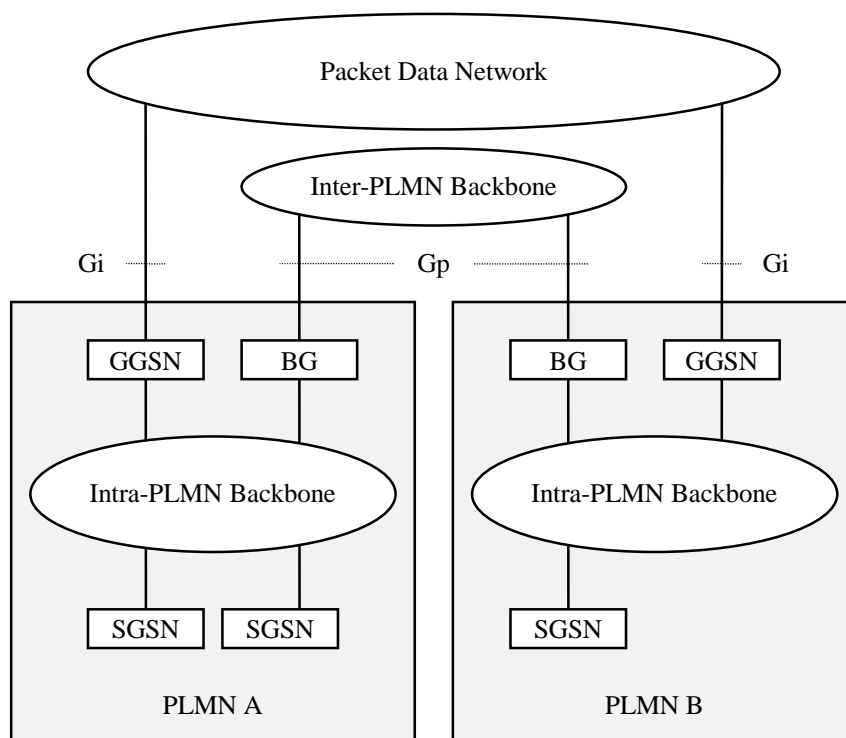 Packet Data Network
Inter-PLMN Backbone
Gi
Gp
Gi
GGSN
BG
BG
GGSN
Intra-PLMN Backbone
Intra-PLMN Backbone
SGSN
SGSN
SGSN
PLMN A
PLMN B